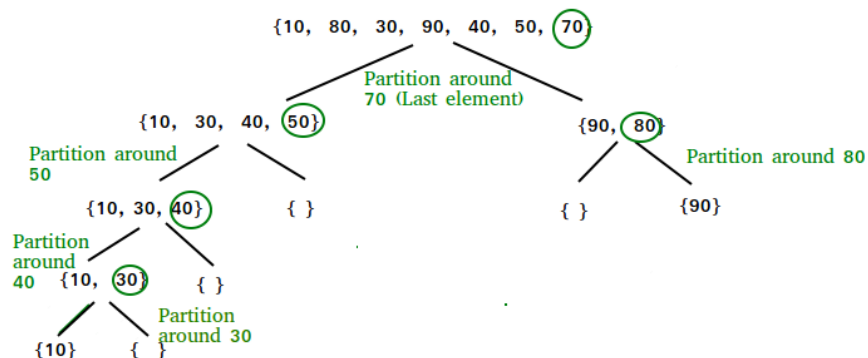 {10, 80, 30, 90, 40, 50, 70}
Partition around
70 (Last element)
{10, 30, 40, 50}
{90, 80}
Partition around
50
Partition around 80
{10, 30, 40}
{ }
{ }
{90}
Partition
around
40
{10, 30}
{ }
Partition
around 30
{10}
{ }